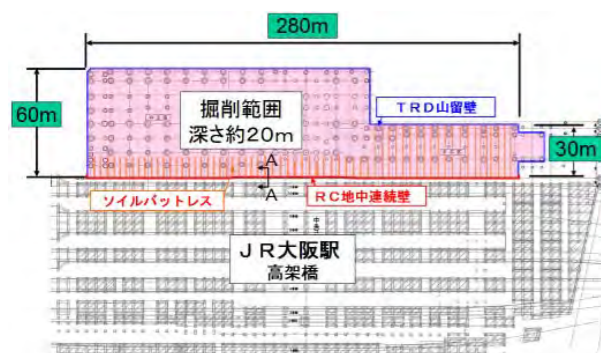 280m
60m
掘削範囲
深さ約20m
TRD山留壁
30m
A
A
ソイルバットレス
RC地中連続壁
JR大阪駅
高架橋